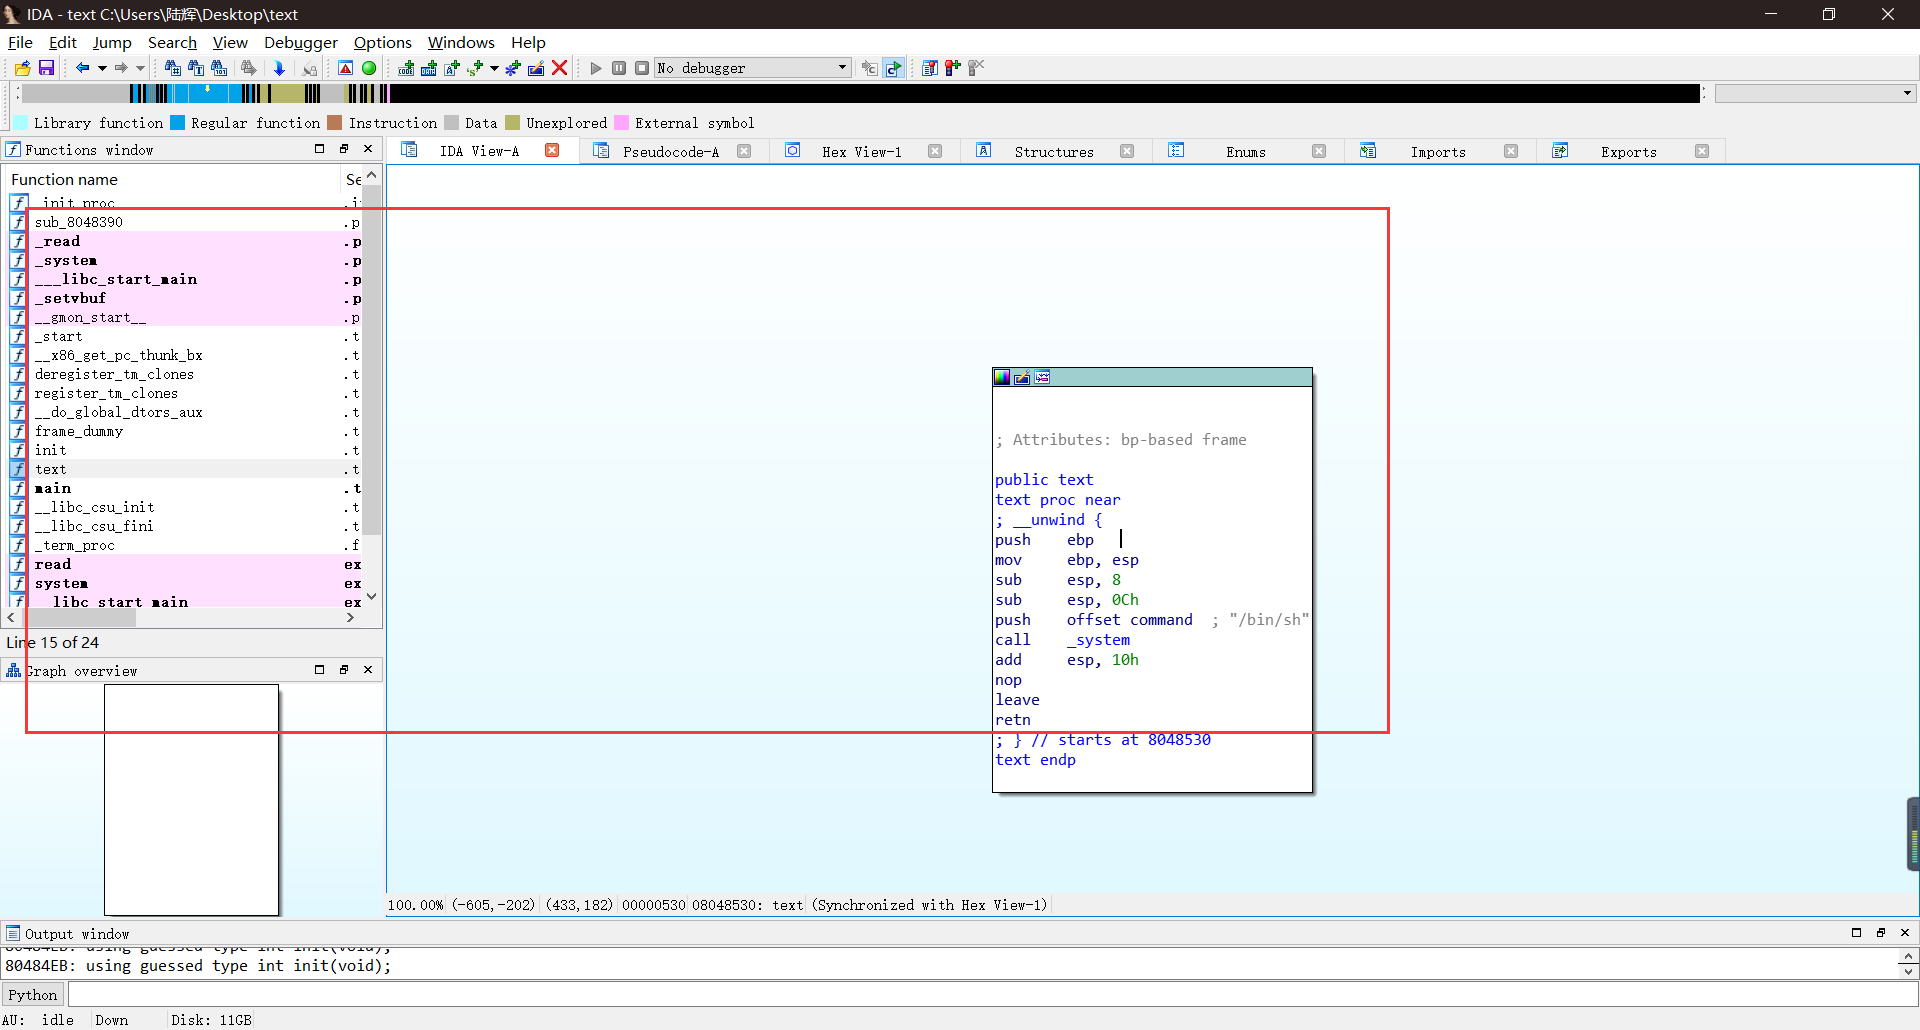 IDA - text C:\Users\陆辉\Desktop\text
File Edit Jump Search View Debugger Options Windows Help
No debugger
Library function Regular function Instruction Data Unexplored External symbol
Functions window
IDA View-A Pseudocode-A Hex View-1 Structures Enums Imports Exports
Function name Se
_init_proc .i
sub_8048390 .p
_read .p
_system .p
___libc_start_main .p
_setvbuf .p
__gmon_start__ .p
_start .t
__x86_get_pc_thunk_bx .t
deregister_tm_clones .t
register_tm_clones .t
__do_global_dtors_aux .t
frame_dummy .t
init .t
text .t
main .t
__libc_csu_init .t
__libc_csu_fini .t
_term_proc .f
read ex
system ex
__libc_start_main ex
Line 15 of 24
Graph overview
; Attributes: bp-based frame
public text
text proc near
; __unwind {
push ebp
mov ebp, esp
sub esp, 8
sub esp, 0Ch
push offset command ; "/bin/sh"
call _system
add esp, 10h
nop
leave
retn
; } // starts at 8048530
text endp
100.00% (-605,-202) (433,182) 00000530 08048530: text (Synchronized with Hex View-1)
Output window
80484EB: using guessed type int init(void);
80484EB: using guessed type int init(void);
Python
AU: idle Down Disk: 11GB